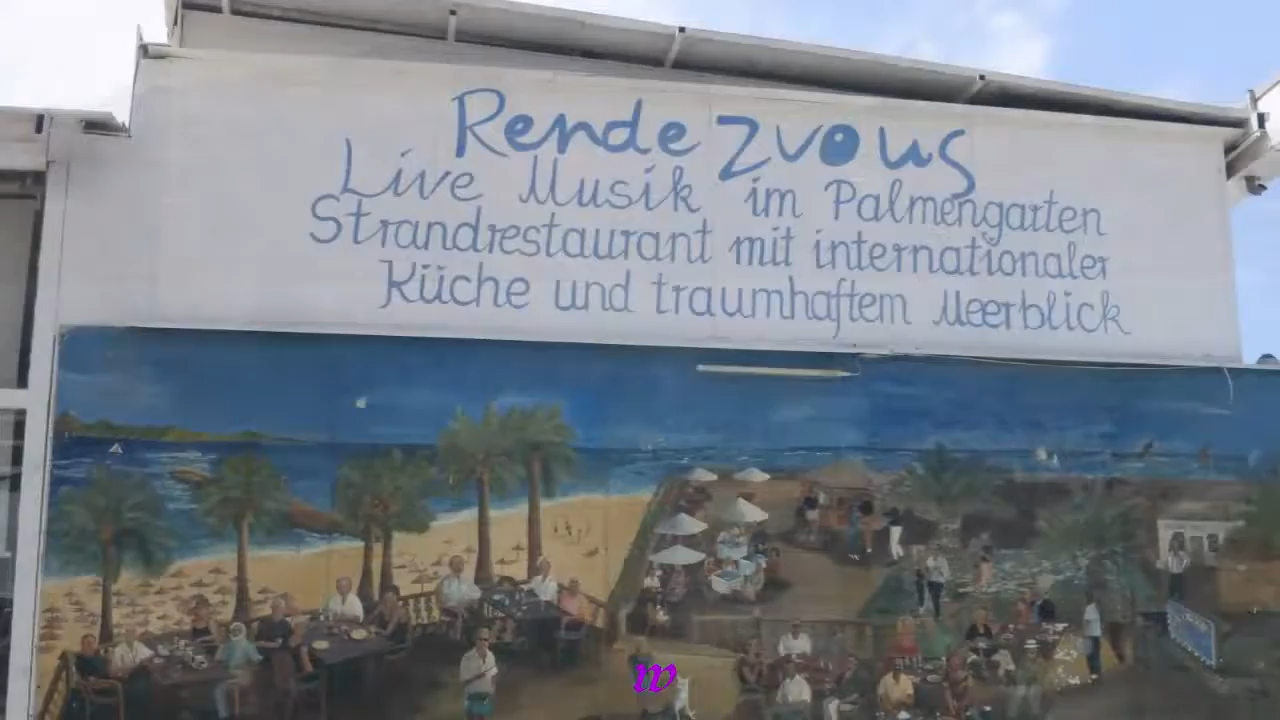 Rendezvous
Live Musik im Palmengarten
Strandrestaurant mit internationaler
Küche und traumhaftem Meerblick
w